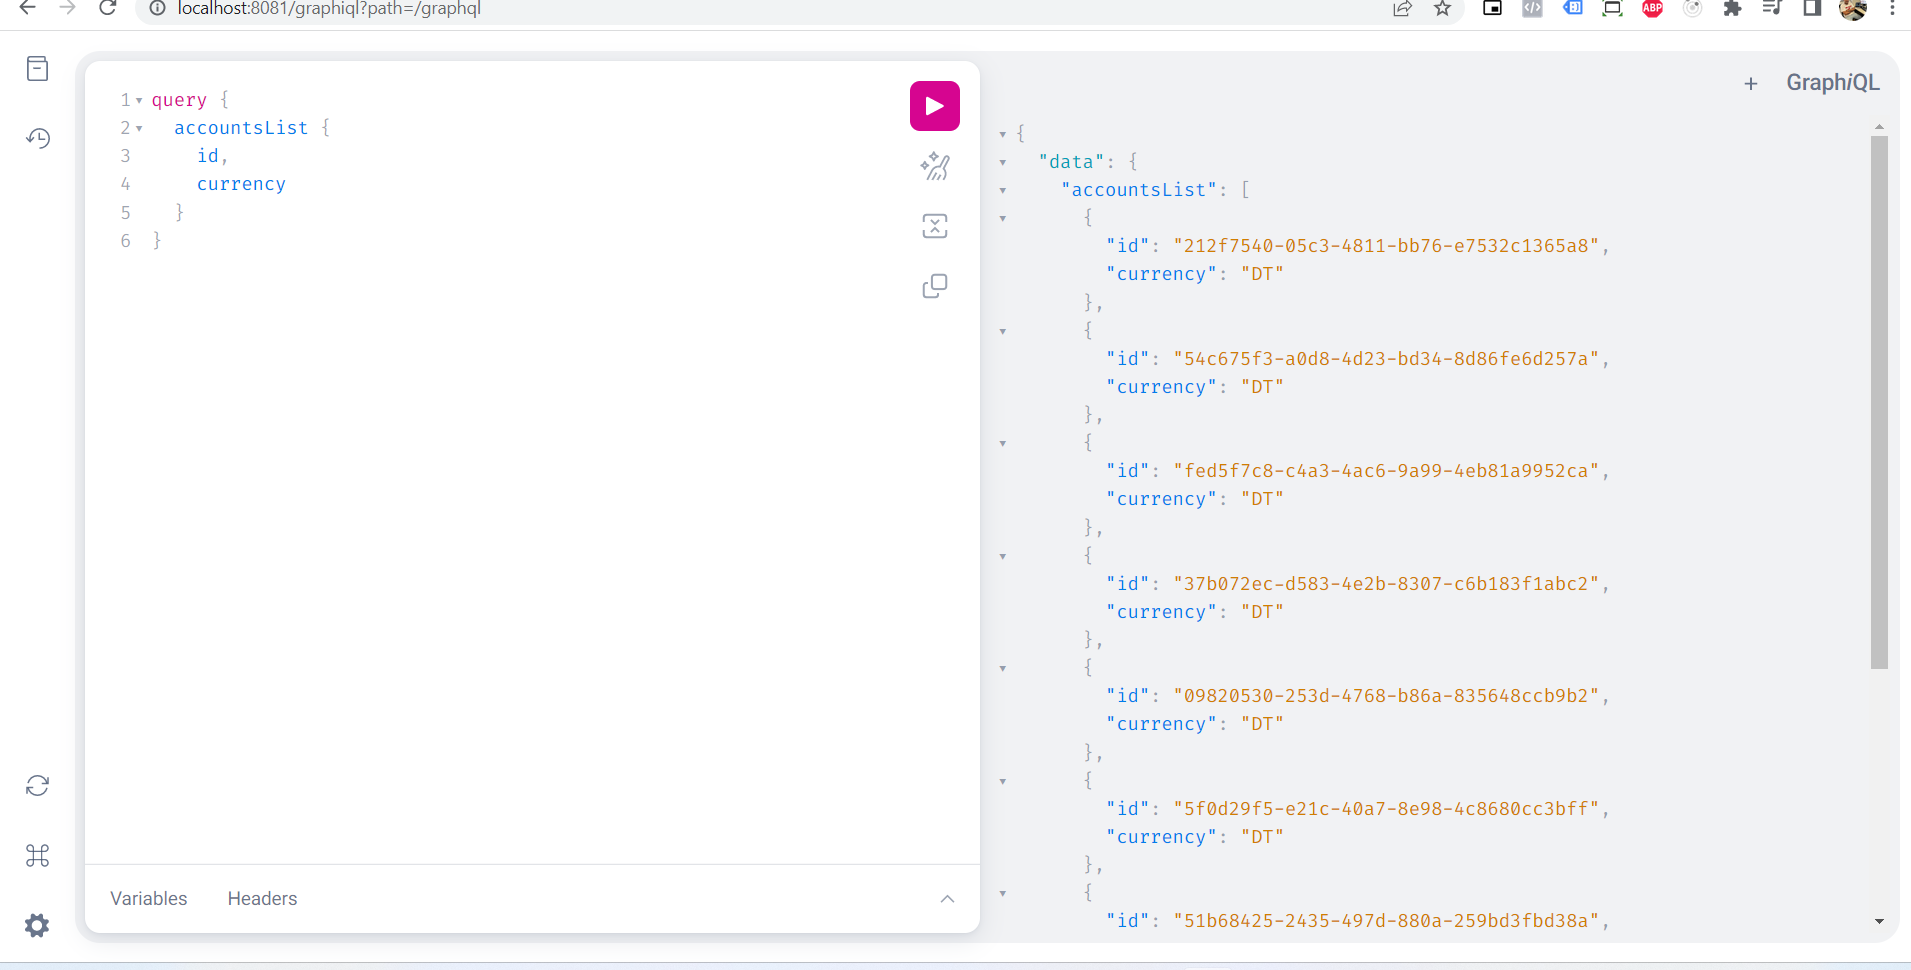 localhost:8081/graphiql?path=/graphql
ABP
1 query {
2 accountsList {
3 id,
4 currency
5 }
6 }
Variables Headers
+ GraphiQL
{
"data": {
"accountsList": [
{
"id": "212f7540-05c3-4811-bb76-e7532c1365a8",
"currency": "DT"
},
{
"id": "54c675f3-a0d8-4d23-bd34-8d86fe6d257a",
"currency": "DT"
},
{
"id": "fed5f7c8-c4a3-4ac6-9a99-4eb81a9952ca",
"currency": "DT"
},
{
"id": "37b072ec-d583-4e2b-8307-c6b183f1abc2",
"currency": "DT"
},
{
"id": "09820530-253d-4768-b86a-835648ccb9b2",
"currency": "DT"
},
{
"id": "5f0d29f5-e21c-40a7-8e98-4c8680cc3bff",
"currency": "DT"
},
{
"id": "51b68425-2435-497d-880a-259bd3fbd38a",